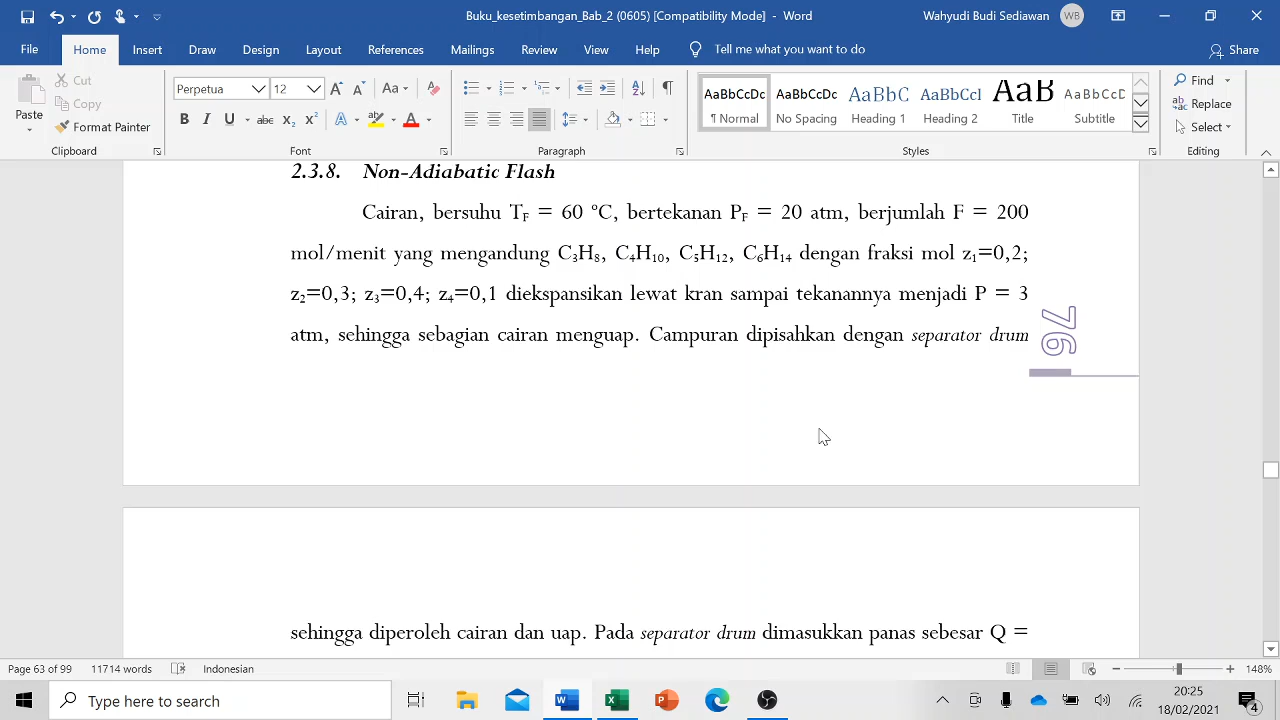 Buku_kesetimbangan_Bab_2 (0605) [Compatibility Mode] - Word
Wahyudi Budi Sediawan
WB
File Home Insert Draw Design Layout References Mailings Review View Help Tell me what you want to do Share
Paste
Cut
Copy
Format Painter
Clipboard
Perpetua 12
Font
Paragraph
AaBbCcDc AaBbCcDc AaBbC AaBbCcI AaB AaBbCcD
¶ Normal No Spacing Heading 1 Heading 2 Title Subtitle
Styles
Find
Replace
Select
Editing
2.3.8. Non-Adiabatic Flash
Cairan, bersuhu T_F = 60 °C, bertekanan P_F = 20 atm, berjumlah F = 200
mol/menit yang mengandung C₃H₈, C₄H₁₀, C₅H₁₂, C₆H₁₄ dengan fraksi mol z₁=0,2;
z₂=0,3; z₃=0,4; z₄=0,1 diekspansikan lewat kran sampai tekanannya menjadi P = 3
atm, sehingga sebagian cairan menguap. Campuran dipisahkan dengan separator drum
76
sehingga diperoleh cairan dan uap. Pada separator drum dimasukkan panas sebesar Q =
Page 63 of 99 11714 words Indonesian 148%
Type here to search
20:25
18/02/2021
4